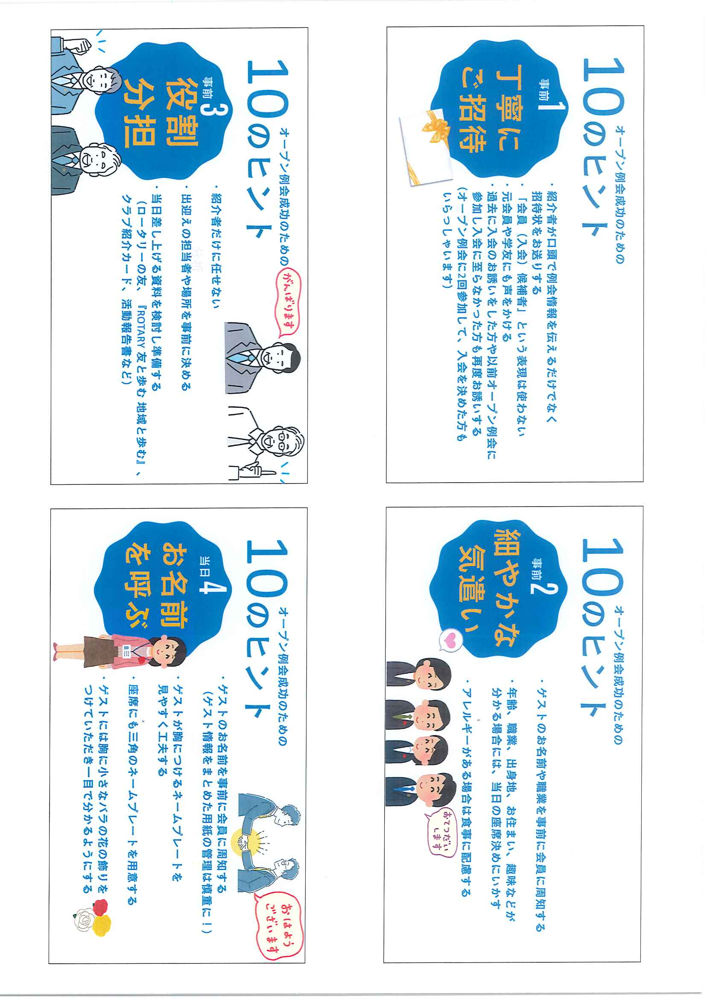 オープン例会成功のための
10のヒント
事前1
丁寧に
ご招待
・紹介者が口頭で例会情報を伝えるだけでなく
招待状をお送りする
・「会員(入会)候補者」という表現は使わない
・元会員や学友にも声をかける
・過去に入会のお誘いをした方や以前オープン例会に
参加し入会に至らなかった方も再度お誘いする
(オープン例会に2回参加して、入会を決めた方も
いらっしゃいます)
オープン例会成功のための
10のヒント
事前2
細やかな
気遣い
・ゲストのお名前や職業を事前に会員に周知する
・年齢、職業、出身地、お住まい、趣味などが
分かる場合には、当日の座席決めにいかす
・アレルギーがある場合は食事に配慮する
おてつだい
します
オープン例会成功のための
10のヒント
がんばります
事前3
役割
分担
・紹介者だけに任せない
・出迎えの担当者や場所を事前に決める
・当日差し上げる資料を検討し準備する
(ロータリーの友、『ROTARY 友と歩む 地域と歩む』、
クラブ紹介カード、活動報告書など)
オープン例会成功のための
10のヒント
おはよう
ございます
当日4
お名前
を呼ぶ
・ゲストのお名前を事前に会員に周知する
(ゲスト情報をまとめた用紙の管理は慎重に!)
・ゲストが胸につけるネームプレートを
見やすく工夫する
・座席にも三角のネームプレートを用意する
・ゲストには胸に小さなバラの花の飾りを
つけていただき一目で分かるようにする